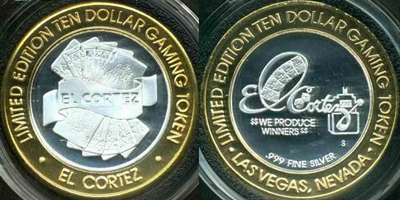 LIMITED EDITION TEN DOLLAR GAMING TOKEN
EL CORTEZ
• EL CORTEZ •
LIMITED EDITION TEN DOLLAR GAMING TOKEN
El Cortez
$$ WE PRODUCE
WINNERS $$
S
.999 FINE SILVER
• LAS VEGAS, NEVADA •